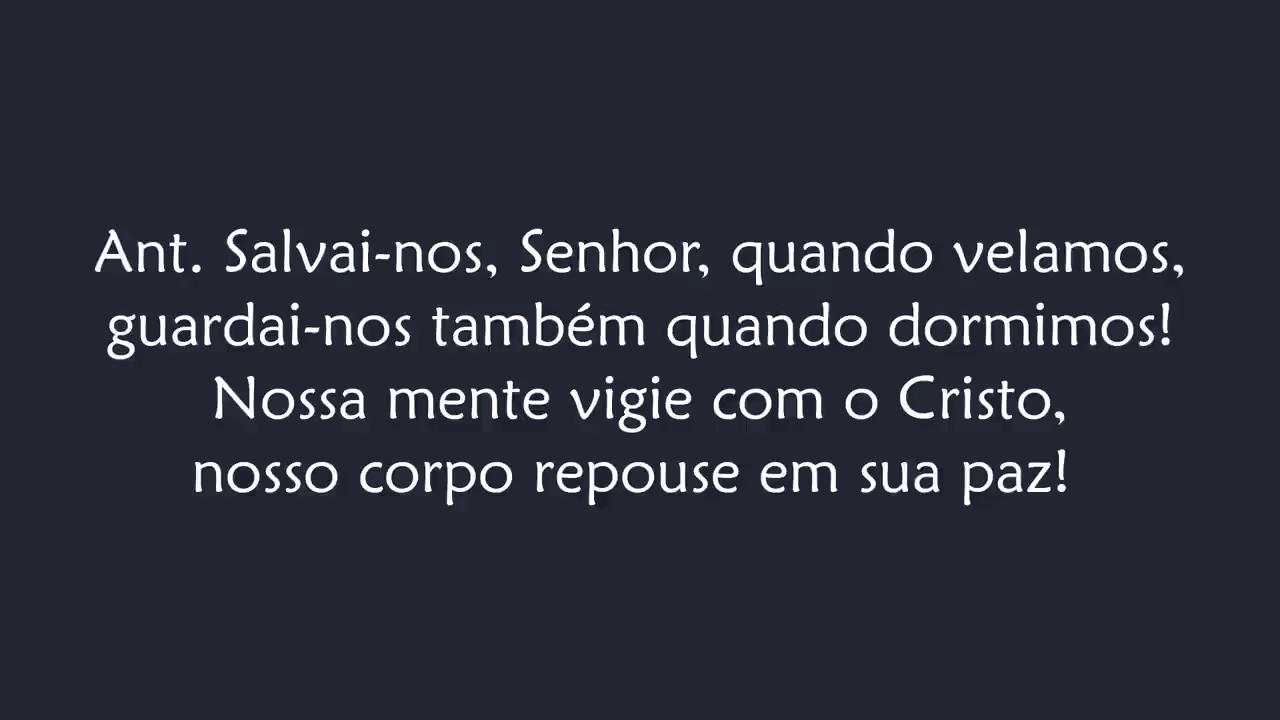 Ant. Salvai-nos, Senhor, quando velamos,
guardai-nos também quando dormimos!
Nossa mente vigie com o Cristo,
nosso corpo repouse em sua paz!